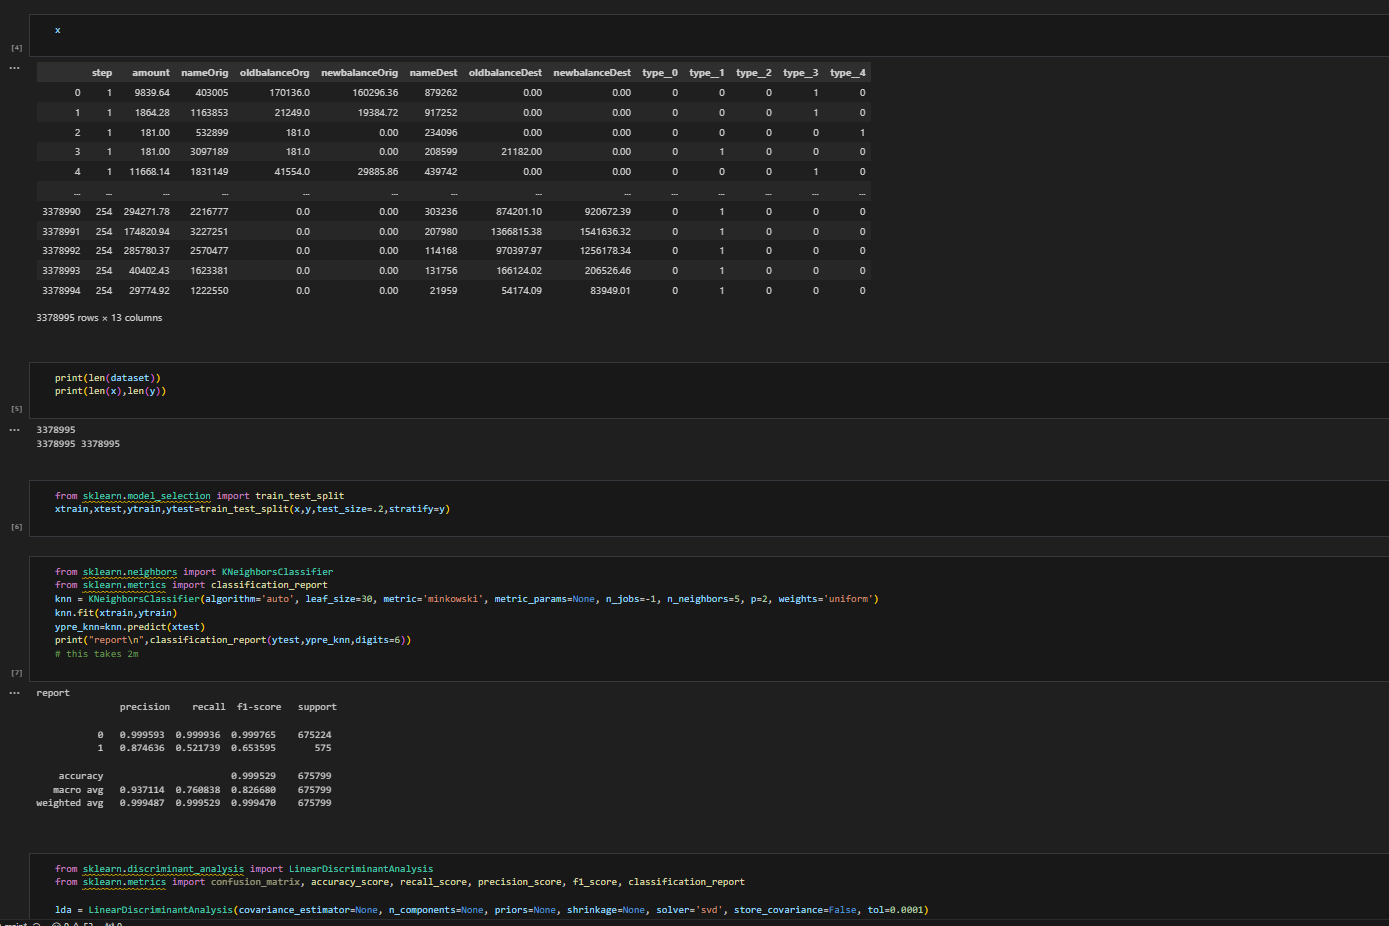 x
[4]
...
step amount nameOrig oldbalanceOrg newbalanceOrig nameDest oldbalanceDest newbalanceDest type__0 type__1 type__2 type__3 type__4
0 1 9839.64 403005 170136.0 160296.36 879262 0.00 0.00 0 0 0 1 0
1 1 1864.28 1163853 21249.0 19384.72 917252 0.00 0.00 0 0 0 1 0
2 1 181.00 532899 181.0 0.00 234096 0.00 0.00 0 0 0 0 1
3 1 181.00 3097189 181.0 0.00 208599 21182.00 0.00 0 1 0 0 0
4 1 11668.14 1831149 41554.0 29885.86 439742 0.00 0.00 0 0 0 1 0
... ... ... ... ... ... ... ... ... ... ... ... ... ...
3378990 254 294271.78 2216777 0.0 0.00 303236 874201.10 920672.39 0 1 0 0 0
3378991 254 174820.94 3227251 0.0 0.00 207980 1366815.38 1541636.32 0 1 0 0 0
3378992 254 285780.37 2570477 0.0 0.00 114168 970397.97 1256178.34 0 1 0 0 0
3378993 254 40402.43 1623381 0.0 0.00 131756 166124.02 206526.46 0 1 0 0 0
3378994 254 29774.92 1222550 0.0 0.00 21959 54174.09 83949.01 0 1 0 0 0
3378995 rows × 13 columns
print(len(dataset))
print(len(x),len(y))
[5]
...
3378995
3378995 3378995
from sklearn.model_selection import train_test_split
xtrain,xtest,ytrain,ytest=train_test_split(x,y,test_size=.2,stratify=y)
[6]
from sklearn.neighbors import KNeighborsClassifier
from sklearn.metrics import classification_report
knn = KNeighborsClassifier(algorithm='auto', leaf_size=30, metric='minkowski', metric_params=None, n_jobs=-1, n_neighbors=5, p=2, weights='uniform')
knn.fit(xtrain,ytrain)
ypre_knn=knn.predict(xtest)
print("report\n",classification_report(ytest,ypre_knn,digits=6))
# this takes 2m
[7]
...
report
precision recall f1-score support
0 0.999593 0.999936 0.999765 675224
1 0.874636 0.521739 0.653595 575
accuracy 0.999529 675799
macro avg 0.937114 0.760838 0.826680 675799
weighted avg 0.999487 0.999529 0.999470 675799
from sklearn.discriminant_analysis import LinearDiscriminantAnalysis
from sklearn.metrics import confusion_matrix, accuracy_score, recall_score, precision_score, f1_score, classification_report
lda = LinearDiscriminantAnalysis(covariance_estimator=None, n_components=None, priors=None, shrinkage=None, solver='svd', store_covariance=False, tol=0.0001)